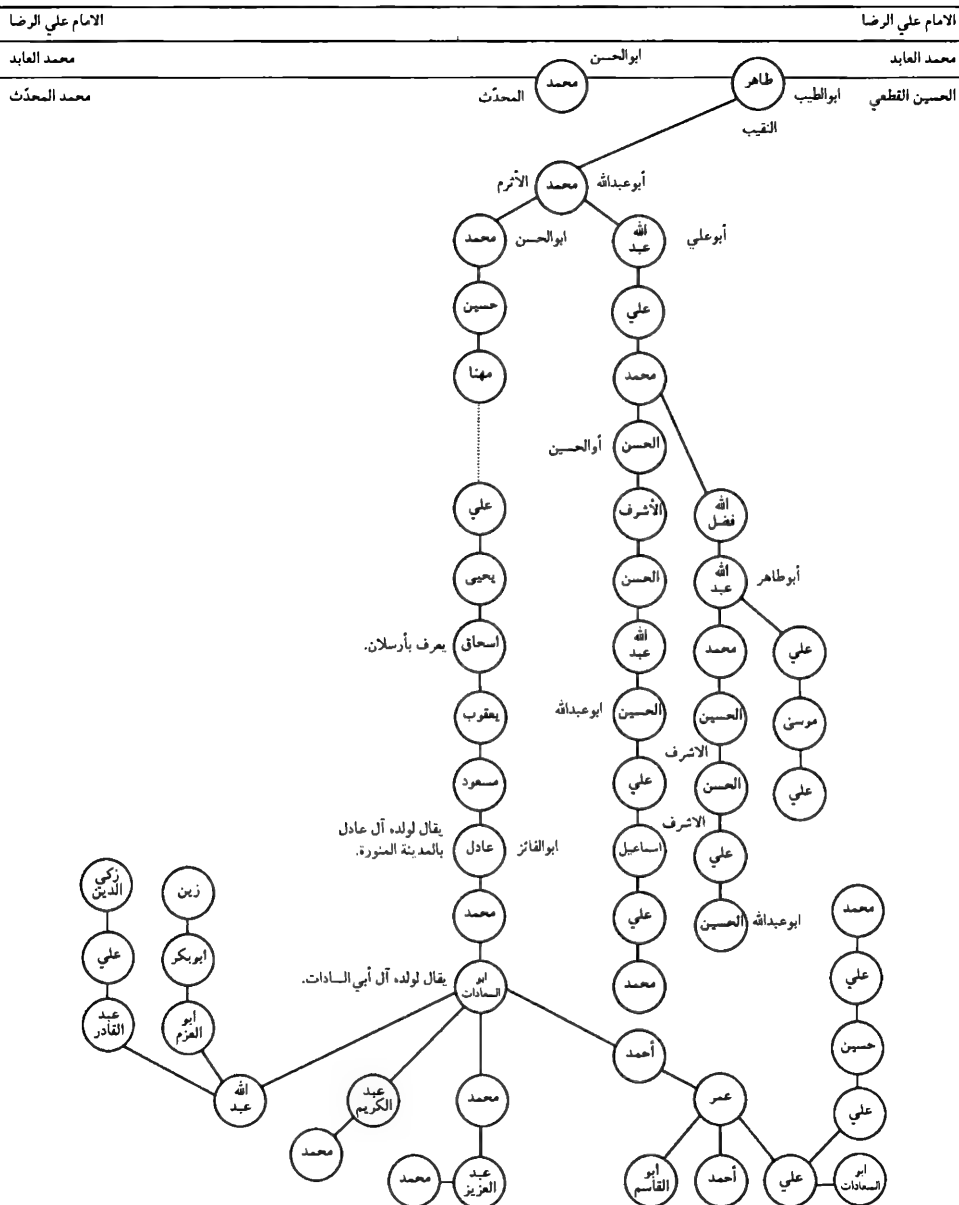 الامام علي الرضا
الامام علي الرضا
محمد العابد
ابوالحسن
محمد العابد
الحسين القطعي
ابوالطيب
طاهر
النقيب
محمد
المحدّث
محمد المحدّث
أبوعبدالله
محمد
الأثرم
أبوعلي
الله
عبد
ابوالحسن
محمد
علي
حسين
محمد
مهنا
الحسن
أوالحسين
الله
فضل
الأشرف
علي
أبوطاهر
الله
عبد
الحسن
يحيى
علي
محمد
الله
عبد
اسحاق
يعرف بأرسلان.
موسى
الحسين
الحسين
ابوعبدالله
يعقوب
الاشرف
علي
الحسن
علي
مسعود
الاشرف
علي
اسماعيل
ابوالفائز
عادل
يقال لولده آل عادل
بالمدينة المنورة.
زين
زكي
الدين
محمد
ابوعبدالله
الحسين
علي
محمد
ابوبكر
علي
علي
محمد
ابو
السعادات
يقال لولده آل أبي السادات.
أبو
العزم
عبد
القادر
حسين
أحمد
علي
عمر
محمد
عبد
الكريم
الله
عبد
محمد
ابو
السعادات
علي
أحمد
أبو
القاسم
عبد
العزيز
محمد